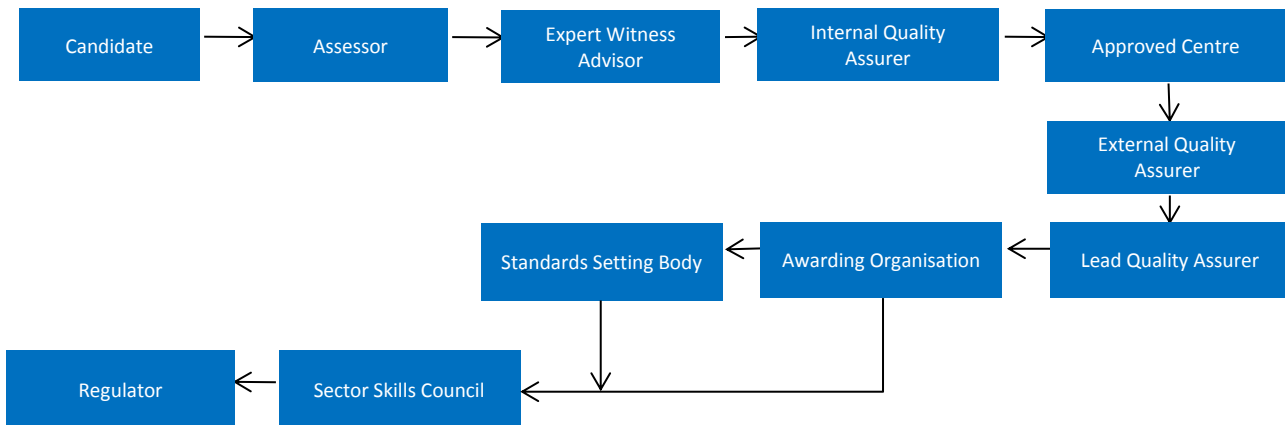 Candidate
Assessor
Expert Witness
Advisor
Internal Quality
Assurer
Approved Centre
External Quality
Assurer
Lead Quality Assurer
Awarding Organisation
Standards Setting Body
Sector Skills Council
Regulator